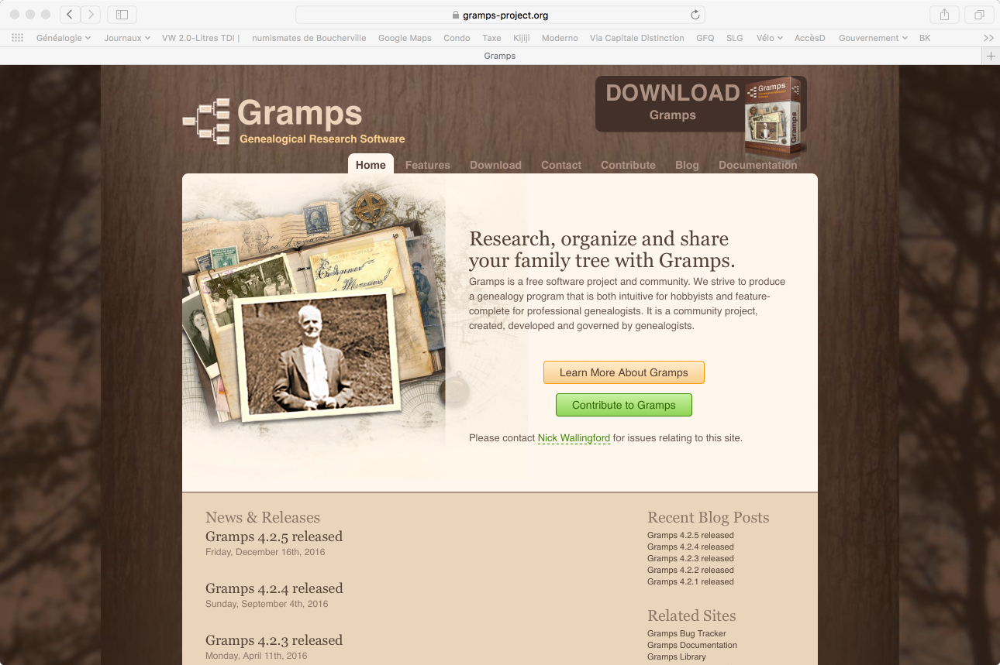 gramps-project.org
Généalogie Journaux VW 2.0-Litres TDI | numismates de Boucherville Google Maps Condo Taxe Kijiji Moderno Via Capitale Distinction GFQ SLG Vélo AccèsD Gouvernement BK
Gramps
Gramps
Genealogical Research Software
DOWNLOAD
Gramps
Gramps
Gramps
Home Features Download Contact Contribute Blog Documentation
Research, organize and share
your family tree with Gramps.
Gramps is a free software project and community. We strive to produce
a genealogy program that is both intuitive for hobbyists and feature-
complete for professional genealogists. It is a community project,
created, developed and governed by genealogists.
Learn More About Gramps
Contribute to Gramps
Please contact Nick Wallingford for issues relating to this site.
News & Releases
Gramps 4.2.5 released
Friday, December 16th, 2016
Gramps 4.2.4 released
Sunday, September 4th, 2016
Gramps 4.2.3 released
Monday, April 11th, 2016
Recent Blog Posts
Gramps 4.2.5 released
Gramps 4.2.4 released
Gramps 4.2.3 released
Gramps 4.2.2 released
Gramps 4.2.1 released
Related Sites
Gramps Bug Tracker
Gramps Documentation
Gramps Library